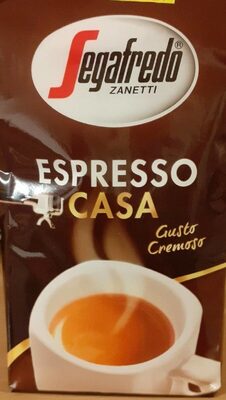 Segafredo®
ZANETTI
ESPRESSO
CASA
Gusto
Cremoso